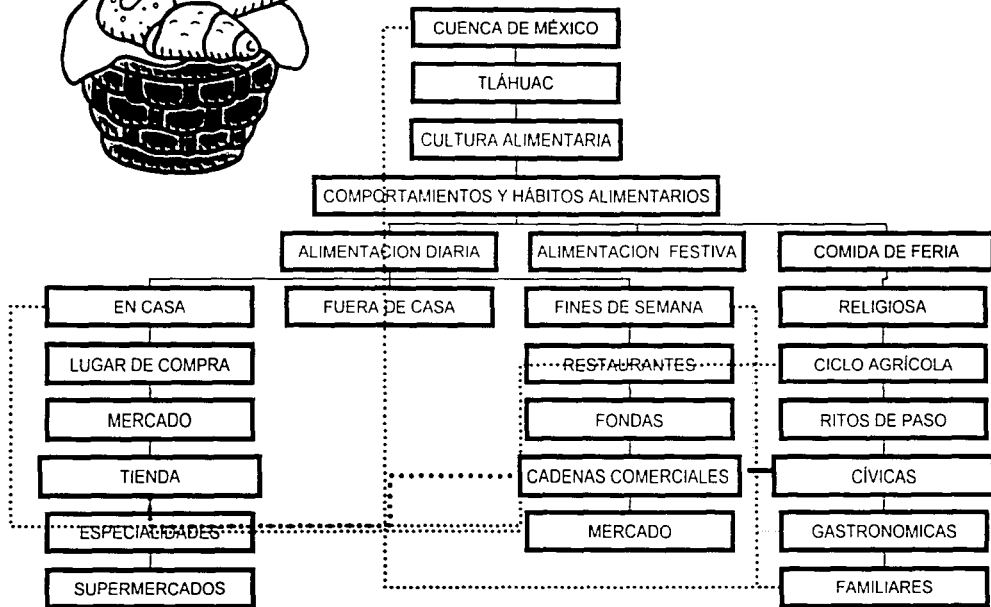 CUENCA DE MÉXICO
TLÁHUAC
CULTURA ALIMENTARIA
COMPORTAMIENTOS Y HÁBITOS ALIMENTARIOS
ALIMENTACION DIARIA
ALIMENTACION FESTIVA
COMIDA DE FERIA
EN CASA
FUERA DE CASA
FINES DE SEMANA
RELIGIOSA
LUGAR DE COMPRA
RESTAURANTES
CICLO AGRÍCOLA
MERCADO
FONDAS
RITOS DE PASO
TIENDA
CADENAS COMERCIALES
CÍVICAS
ESPECIALIDADES
MERCADO
GASTRONOMICAS
SUPERMERCADOS
FAMILIARES